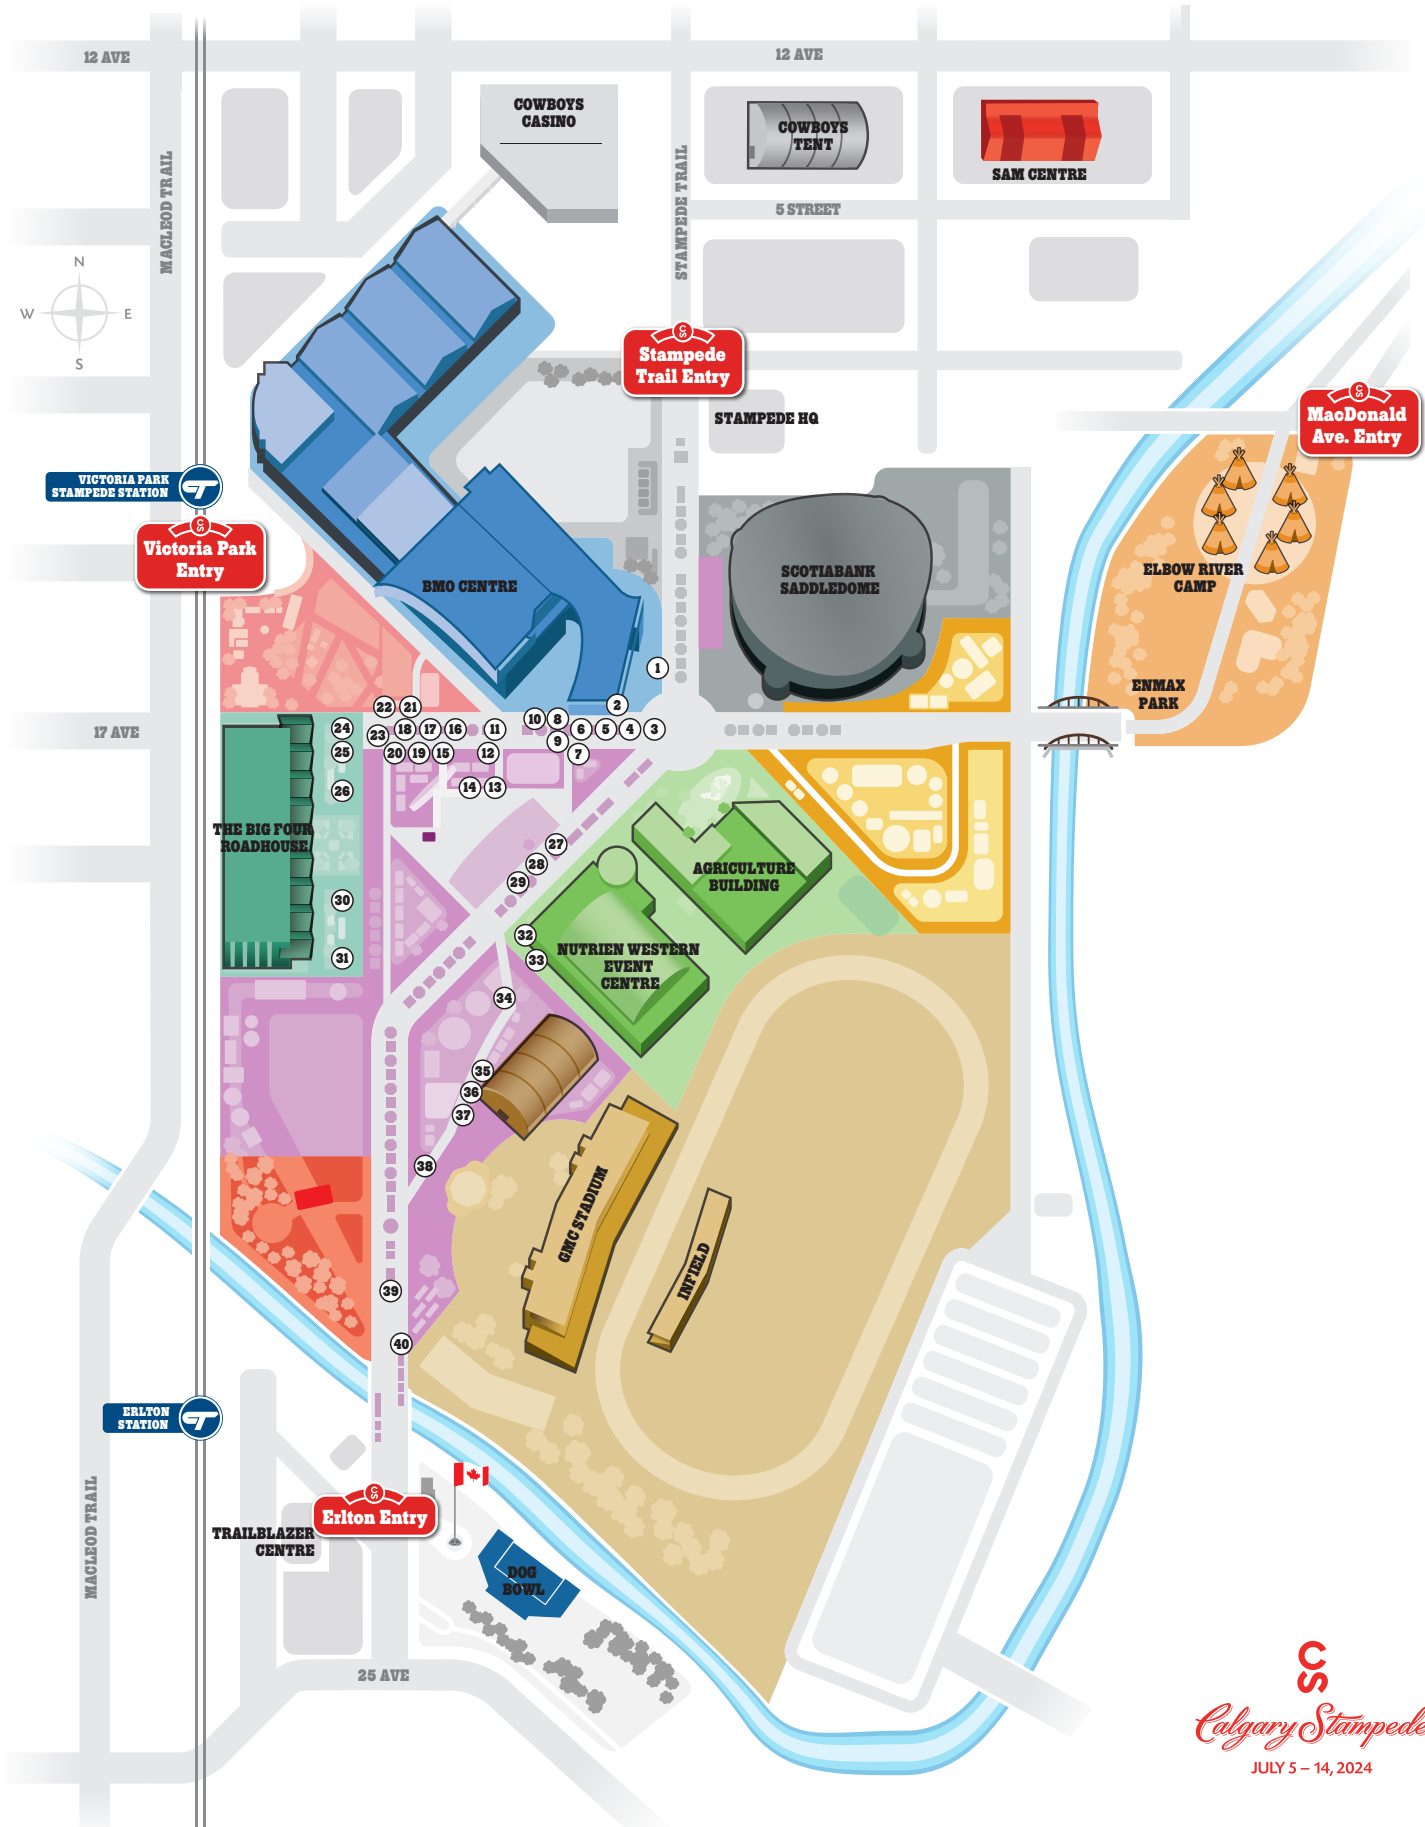 12 AVE
12 AVE
COWBOYS
CASINO
COWBOYS
TENT
SAM CENTRE
MACLEOD TRAIL
STAMPEDE TRAIL
5 STREET
N
W
E
S
CS
Stampede
Trail Entry
STAMPEDE HQ
CS
MacDonald
Ave. Entry
VICTORIA PARK
STAMPEDE STATION
CS
Victoria Park
Entry
BMO CENTRE
SCOTIABANK
SADDLEDOME
ELBOW RIVER
CAMP
ENMAX
PARK
17 AVE
1
2
3
4
5
6
7
8
9
10
11
12
13
14
15
16
17
18
19
20
21
22
23
24
25
26
27
28
29
30
31
32
33
34
35
36
37
38
39
40
THE BIG FOUR
ROADHOUSE
AGRICULTURE
BUILDING
NUTRIEN WESTERN
EVENT
CENTRE
GMC STADIUM
INFIELD
ERLTON
STATION
MACLEOD TRAIL
CS
Erlton Entry
TRAILBLAZER
CENTRE
DOG
BOWL
25 AVE
CS
Calgary Stampede
JULY 5 – 14, 2024